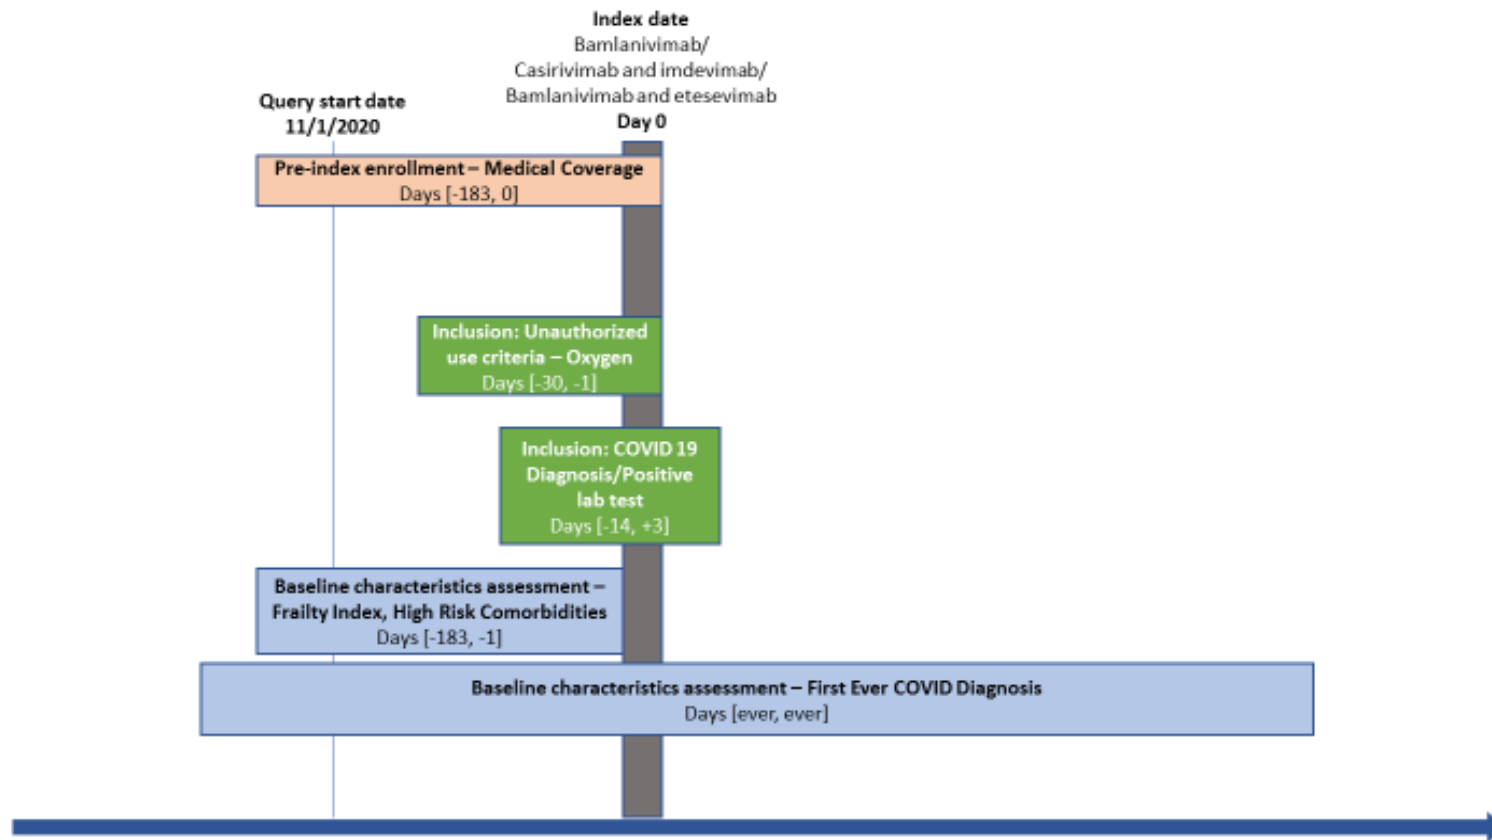 Index date
Bamlanivimab/
Casirivimab and imdevimab/
Bamlanivimab and etesevimab
Day 0
Query start date
11/1/2020
Pre-index enrollment – Medical Coverage
Days [-183, 0]
Inclusion: Unauthorized
use criteria – Oxygen
Days [-30, -1]
Inclusion: COVID 19
Diagnosis/Positive
lab test
Days [-14, +3]
Baseline characteristics assessment –
Frailty Index, High Risk Comorbidities
Days [-183, -1]
Baseline characteristics assessment – First Ever COVID Diagnosis
Days [ever, ever]